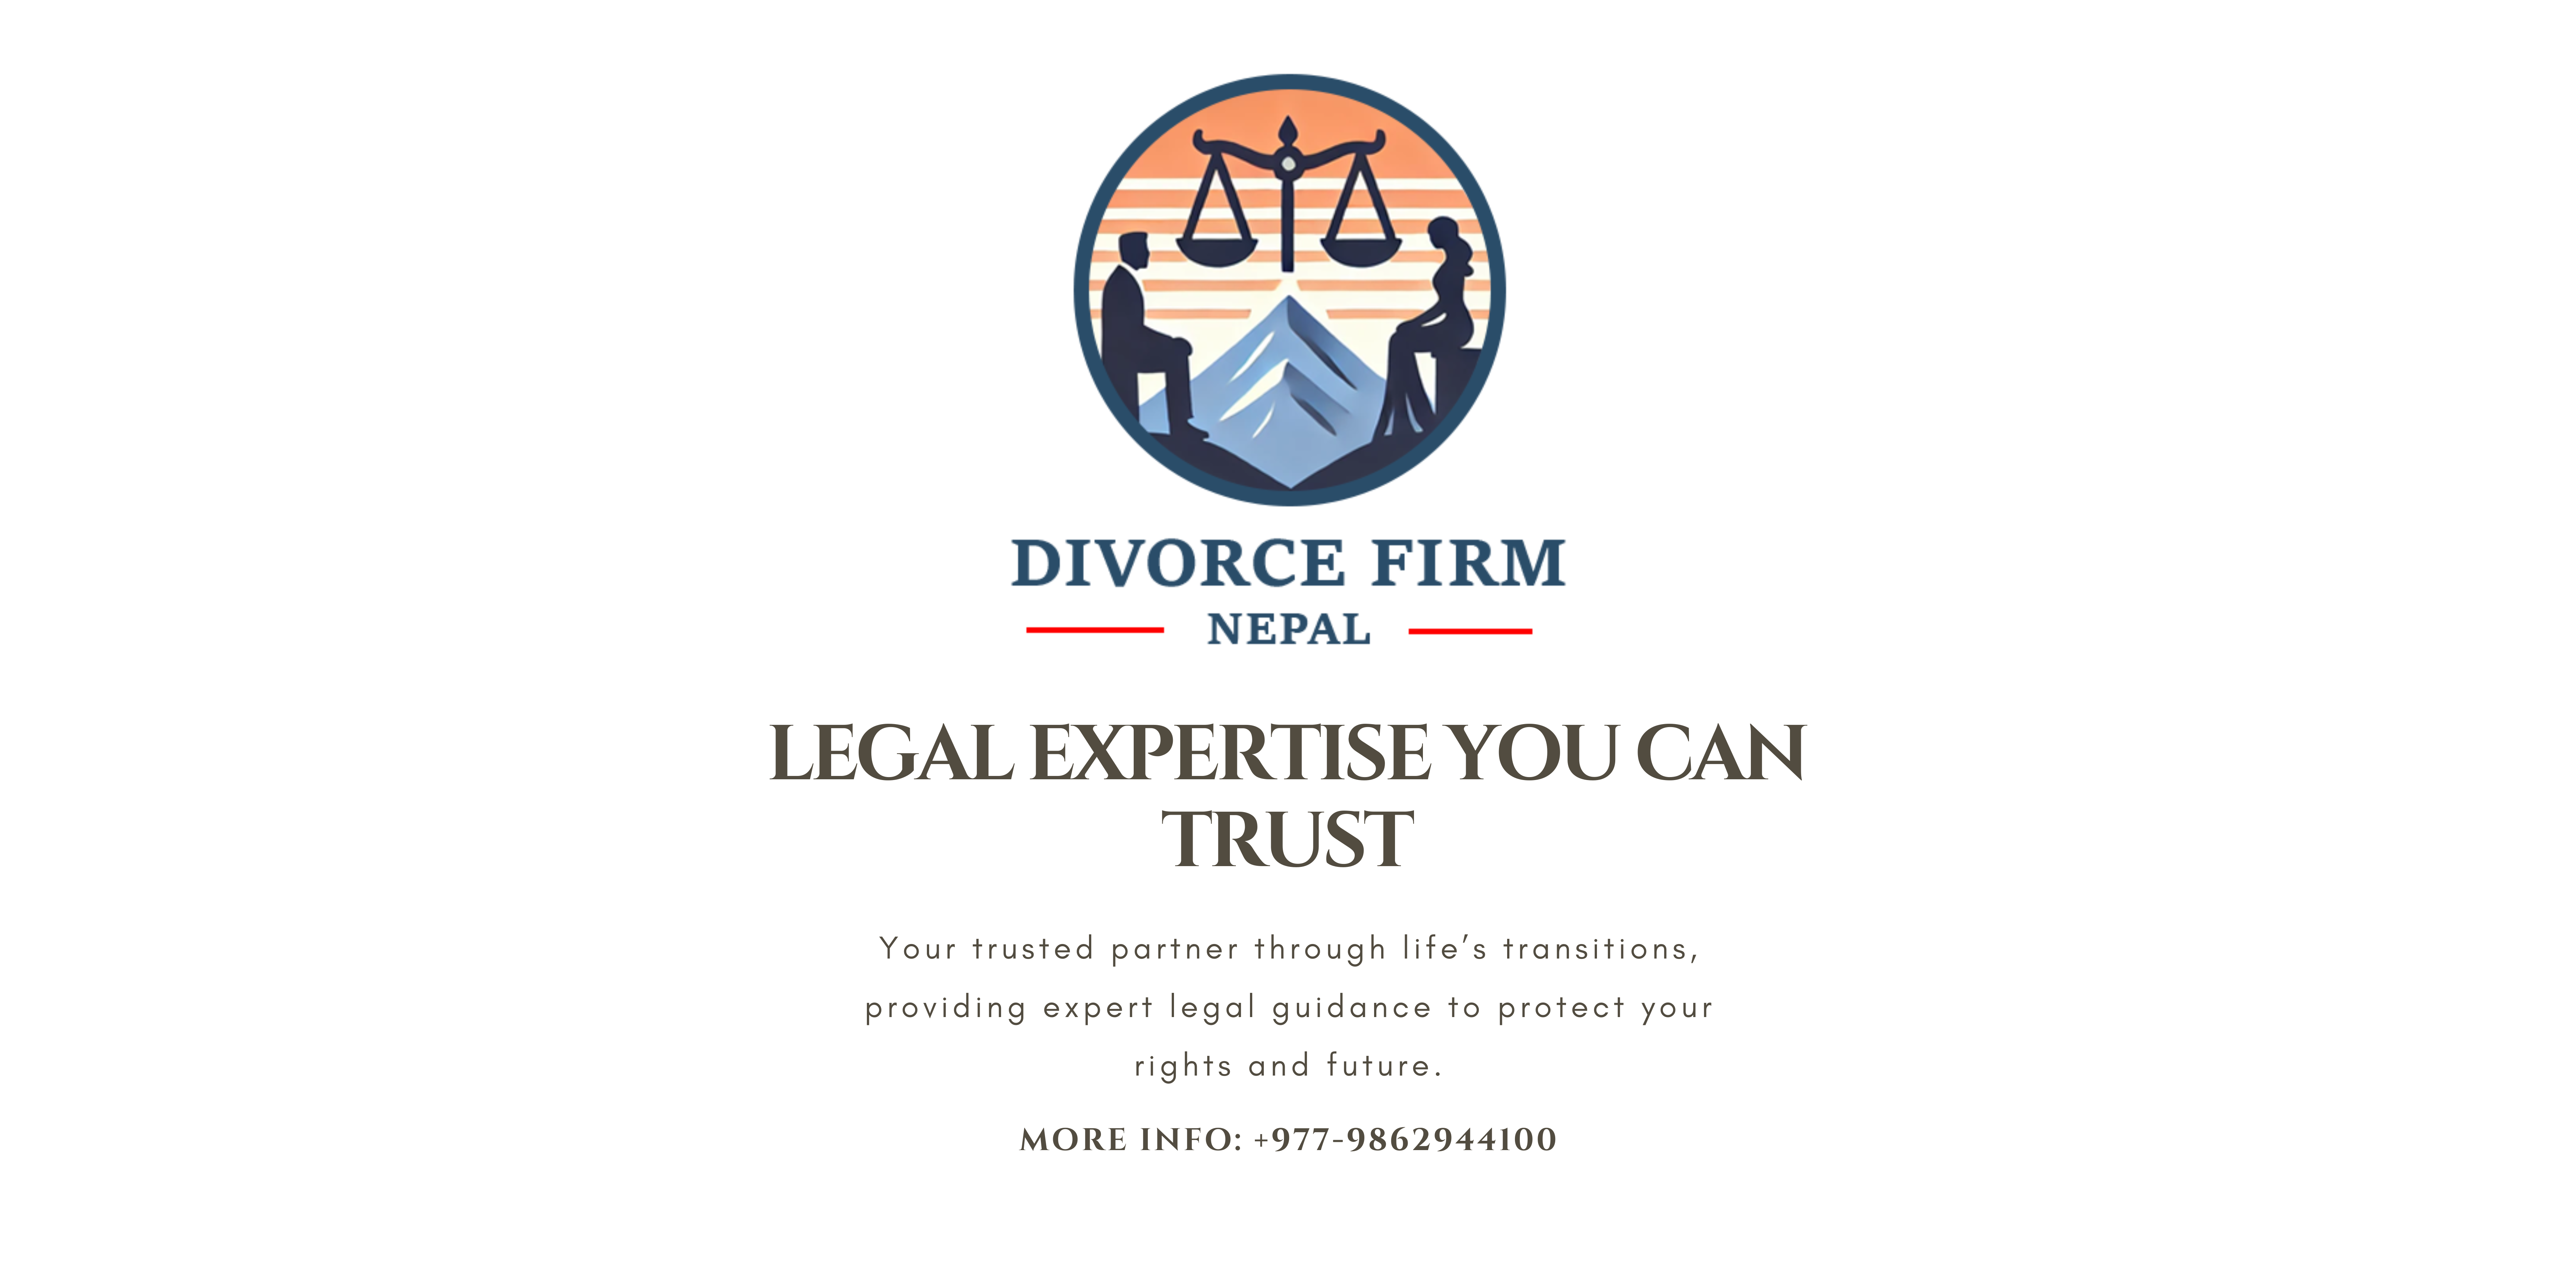 DIVORCE FIRM
NEPAL
LEGAL EXPERTISE YOU CAN
TRUST
Your trusted partner through life's transitions,
providing expert legal guidance to protect your
rights and future.
MORE INFO: +977-9862944100